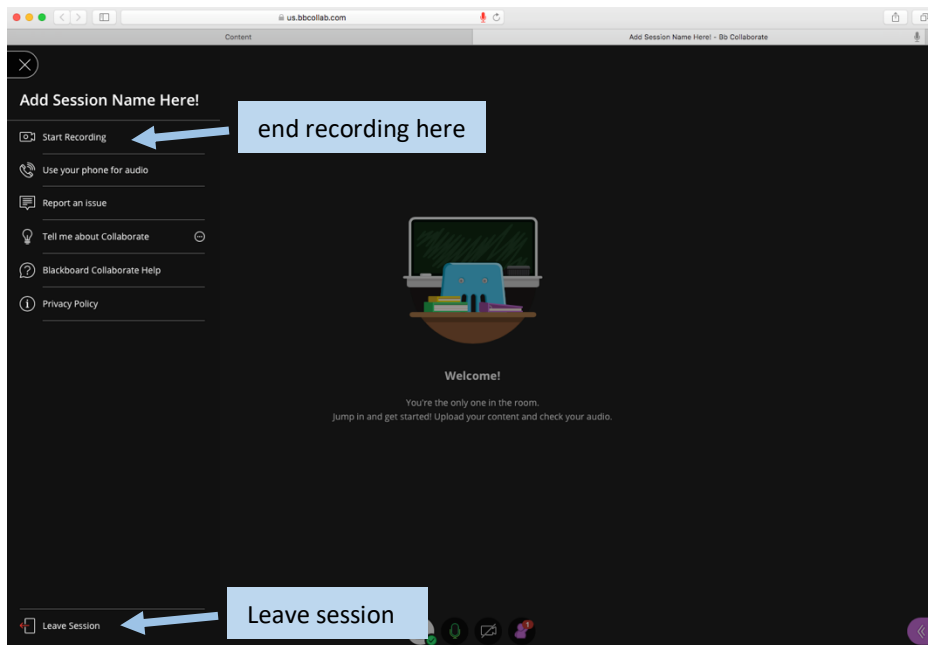 us.bbcollab.com
Content
Add Session Name Here! - Bb Collaborate
Add Session Name Here!
Start Recording
end recording here
Use your phone for audio
Report an issue
Tell me about Collaborate
Blackboard Collaborate Help
Privacy Policy
Welcome!
You're the only one in the room.
Jump in and get started! Upload your content and check your audio.
Leave Session
Leave session